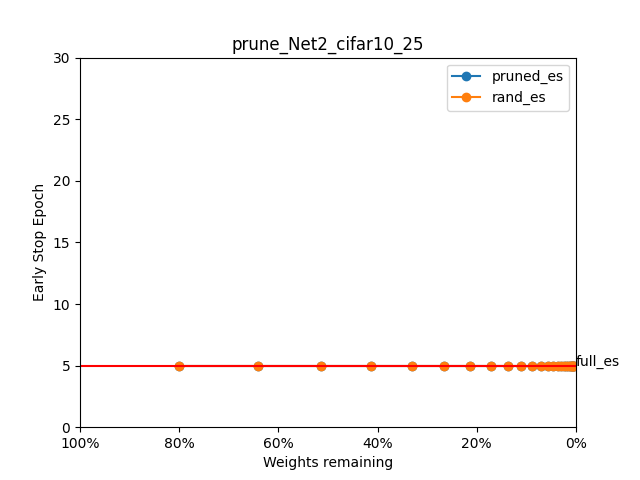 prune_Net2_cifar10_25
pruned_es
rand_es
30
25
20
15
10
5
0
Early Stop Epoch
full_es
100%
80%
60%
40%
20%
0%
Weights remaining